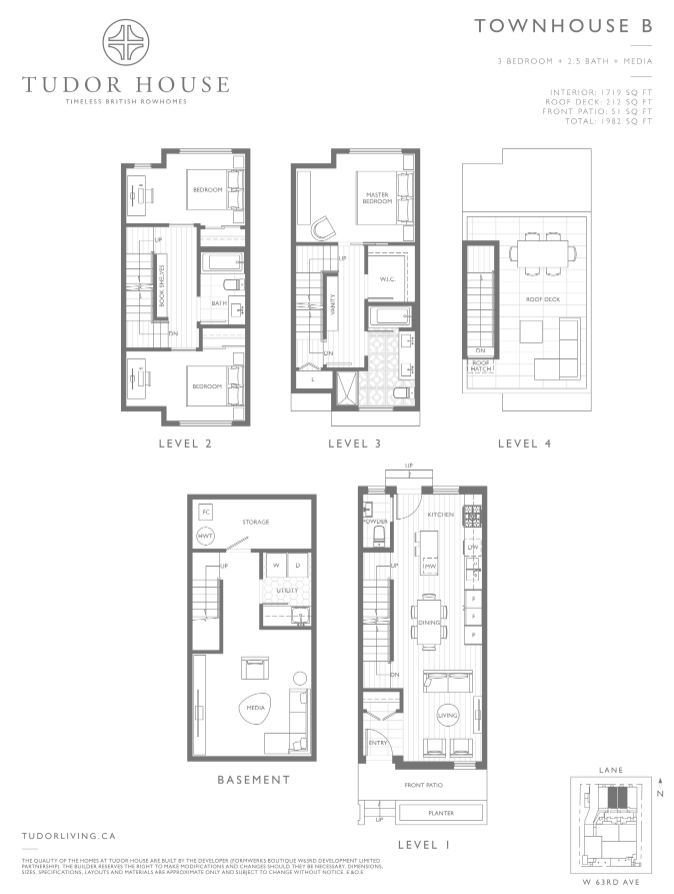 TOWNHOUSE B
3 BEDROOM + 2.5 BATH + MEDIA
INTERIOR: 1719 SQ FT
ROOF DECK: 212 SQ FT
FRONT PATIO: 51 SQ FT
TOTAL: 1982 SQ FT
TUDOR HOUSE
TIMELESS BRITISH ROWHOMES
BEDROOM
UP
BOOK SHELVES
BATH
DN
BEDROOM
LEVEL 2
MASTER
BEDROOM
UP
W.I.C.
VANITY
DN
L
LEVEL 3
ROOF DECK
DN
ROOF
HATCH
LEVEL 4
FC
HWT
STORAGE
UP
W
D
UTILITY
MEDIA
BASEMENT
UP
KITCHEN
POWDER
DW
MW
UP
F
F
P
DINING
DN
LIVING
ENTRY
FRONT PATIO
PLANTER
UP
LEVEL 1
LANE
N
W 63RD AVE
TUDORLIVING.CA
THE QUALITY OF THE HOMES AT TUDOR HOUSE ARE BUILT BY THE DEVELOPER (FORMWERKS BOUTIQUE W63RD DEVELOPMENT LIMITED
PARTNERSHIP). THE BUILDER RESERVES THE RIGHT TO MAKE MODIFICATIONS AND CHANGES SHOULD THEY BE NECESSARY. DIMENSIONS,
SIZES, SPECIFICATIONS, LAYOUTS AND MATERIALS ARE APPROXIMATE ONLY AND SUBJECT TO CHANGE WITHOUT NOTICE. E.&O.E.